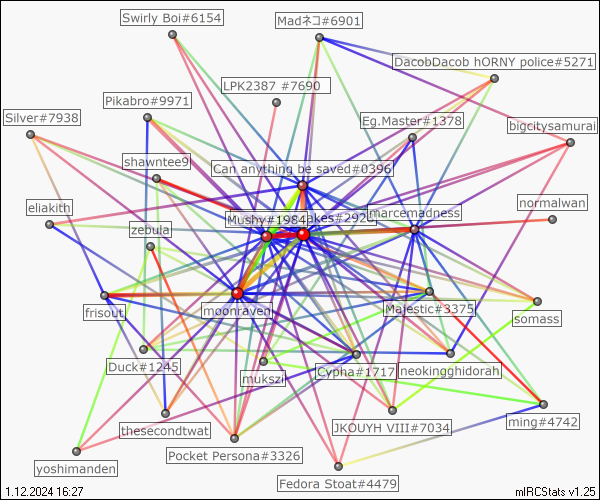 Swirly Boi#6154
Madネコ#6901
DacobDacob hORNY police#5271
LPK2387 #7690
Pikabro#9971
Silver#7938
Eg.Master#1378
bigcitysamurai
shawntee9
Can anything be saved#0396
eliakith
normalwan
Mushy#1984
akes#292
marcemadness
zebula
frisout
moonraven
Majestic#3375
somass
Duck#1245
mukszi
Cypha#1717
neokingghidorah
thesecondtwat
JKOUYH VIII#7034
ming#4742
yoshimanden
Pocket Persona#3326
Fedora Stoat#4479
1.12.2024 16:27
mIRCStats v1.25